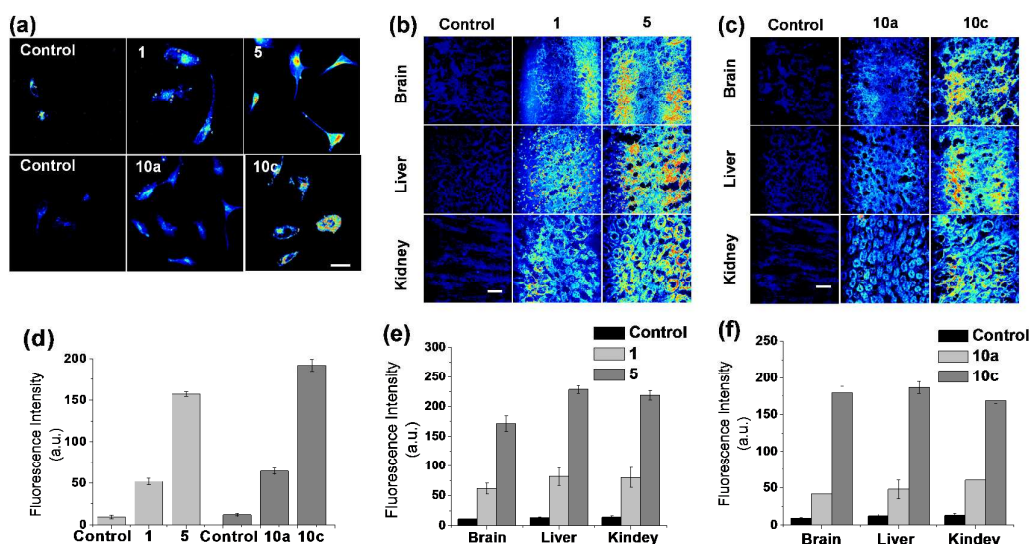 (a)
Control
1
5
Control
10a
10c
(b)
Control
1
5
Brain
Liver
Kidney
(c)
Control
10a
10c
Brain
Liver
Kidney
(d)
Fluorescence Intensity
(a.u.)
200
150
100
50
0
Control 1 5 Control 10a 10c
(e)
Control
1
5
Fluorescence Intensity
(a.u.)
300
250
200
150
100
50
0
Brain Liver Kindey
(f)
Control
10a
10c
Fluorescence Intensity
(a.u.)
250
200
150
100
50
0
Brain Liver Kindey